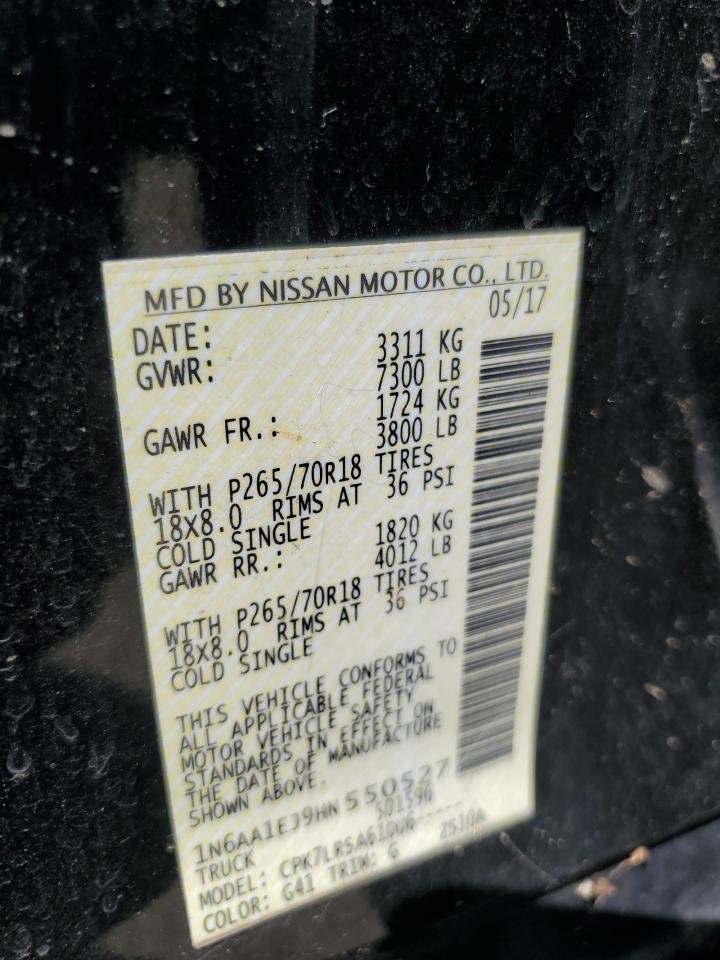 MFD BY NISSAN MOTOR CO., LTD.
DATE: 05/17
GVWR: 3311 KG
7300 LB
GAWR FR.: 1724 KG
3800 LB
WITH P265/70R18 TIRES
18X8.0 RIMS AT 36 PSI
COLD SINGLE
GAWR RR.: 1820 KG
4012 LB
WITH P265/70R18 TIRES
18X8.0 RIMS AT 36 PSI
COLD SINGLE
THIS VEHICLE CONFORMS TO
ALL APPLICABLE FEDERAL
MOTOR VEHICLE SAFETY
STANDARDS IN EFFECT ON
THE DATE OF MANUFACTURE
SHOWN ABOVE.
1N6AA1EJ9HN550527
TRUCK
MODEL:
COLOR: G41 TRIM: G